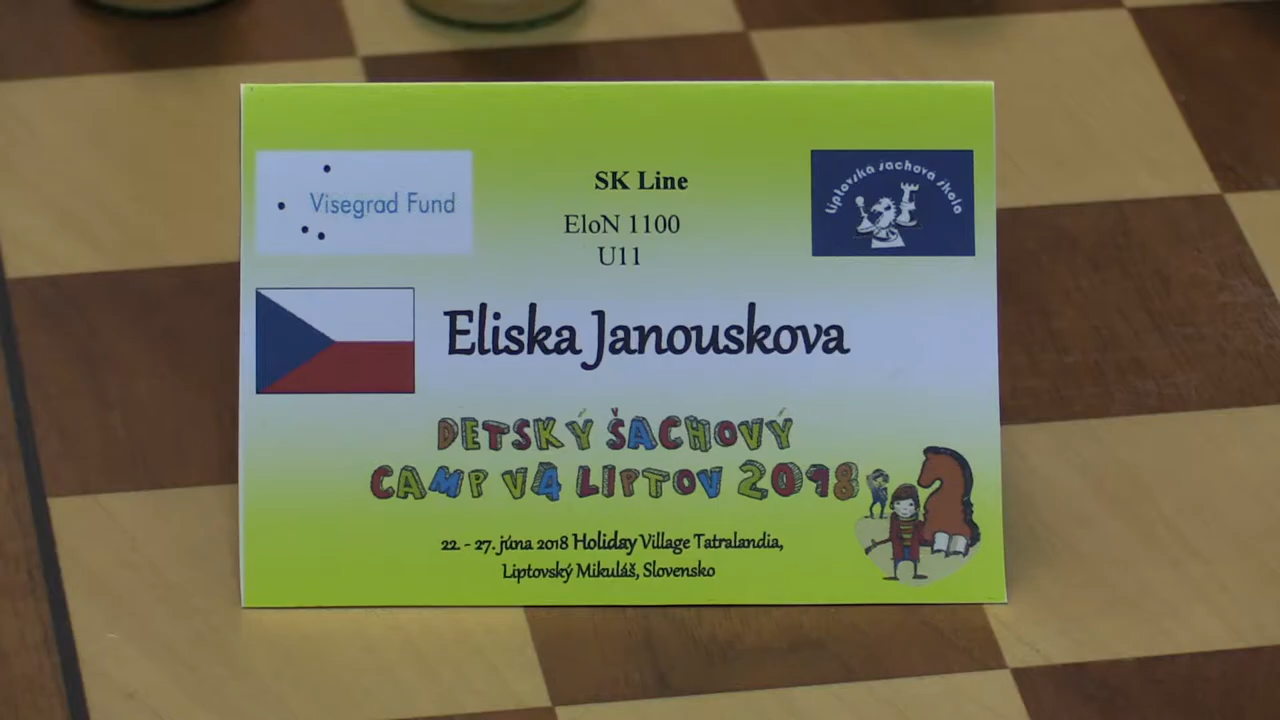 SK Line
Visegrad Fund
Liptovská šachová škola
EloN 1100
U11
Eliska Janouskova
DETSKÝ ŠACHOVÝ
CAMP V4 LIPTOV 2018
22. - 27. júna 2018 Holiday Village Tatralandia,
Liptovský Mikuláš, Slovensko